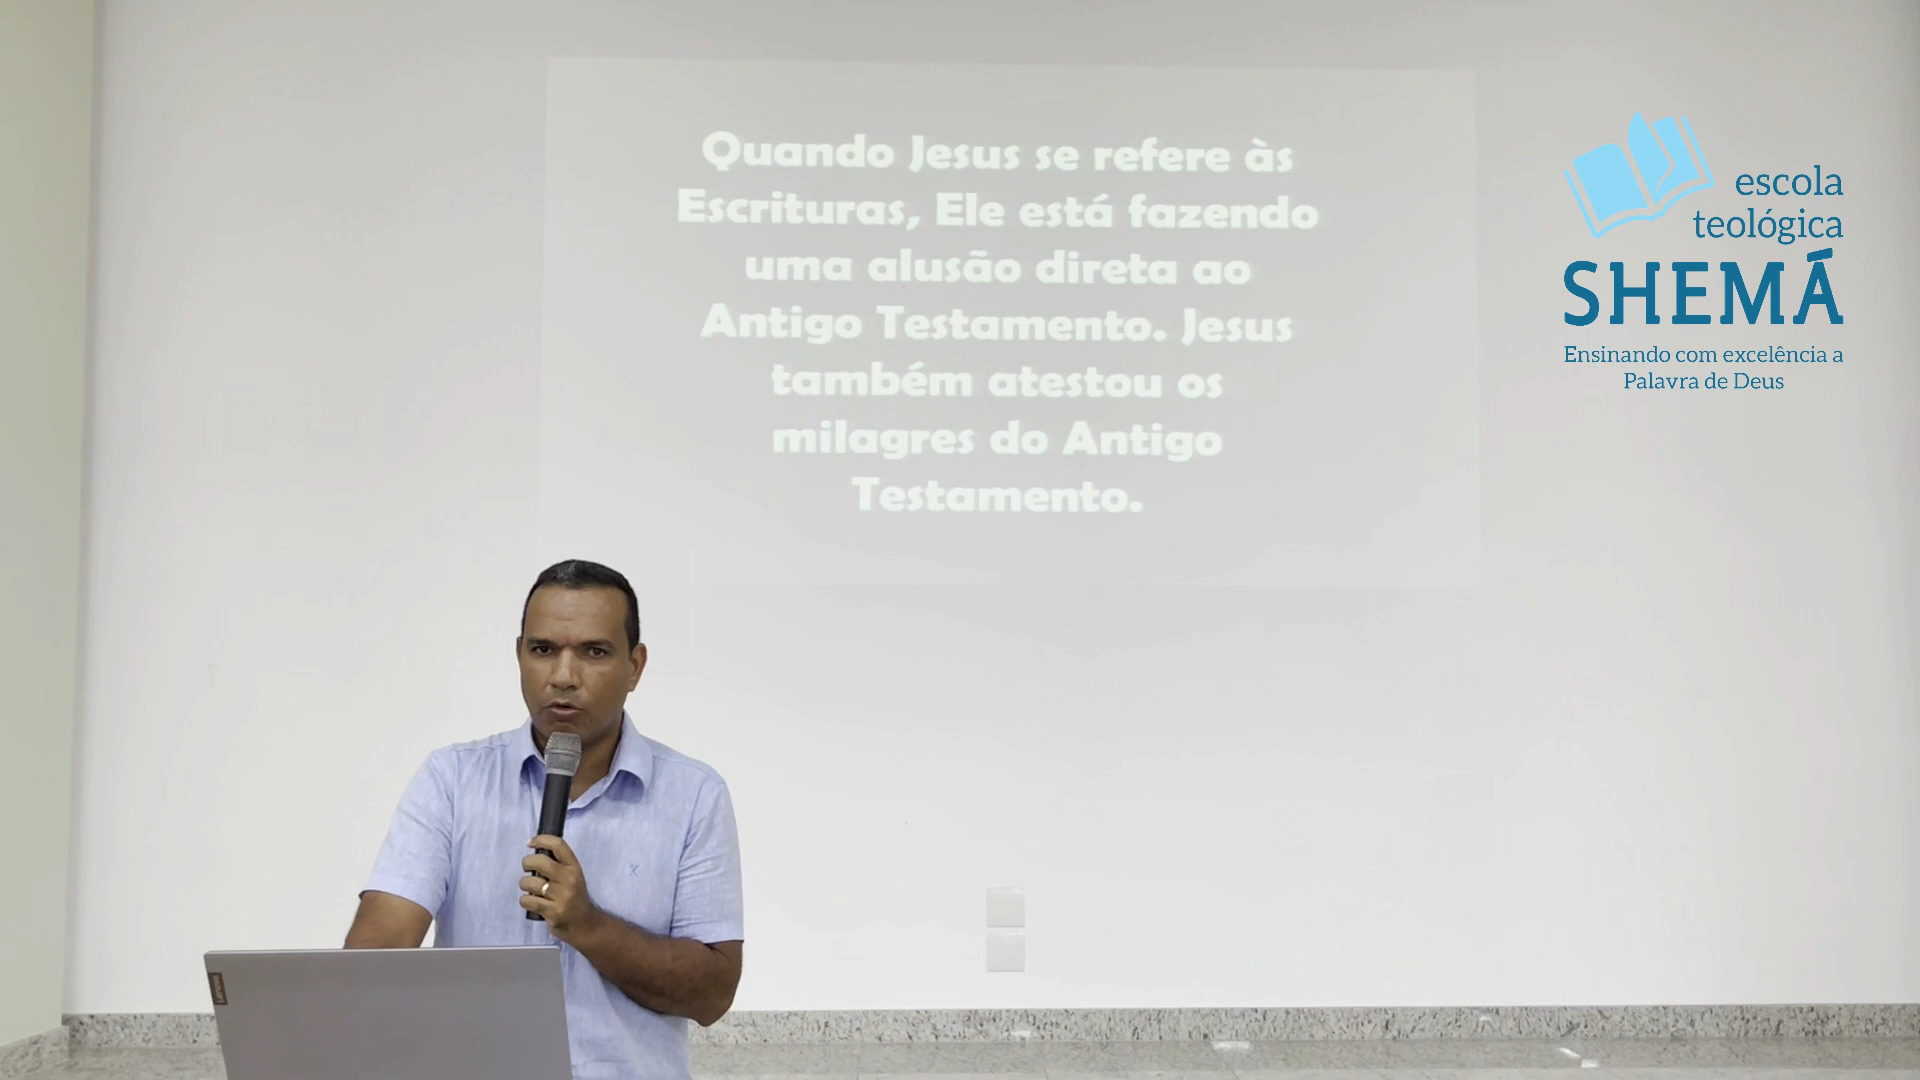 Quando Jesus se refere às
Escrituras, Ele está fazendo
uma alusão direta ao
Antigo Testamento. Jesus
também atestou os
milagres do Antigo
Testamento.
escola
teológica
SHEMÁ
Ensinando com excelência a
Palavra de Deus
Lenovo